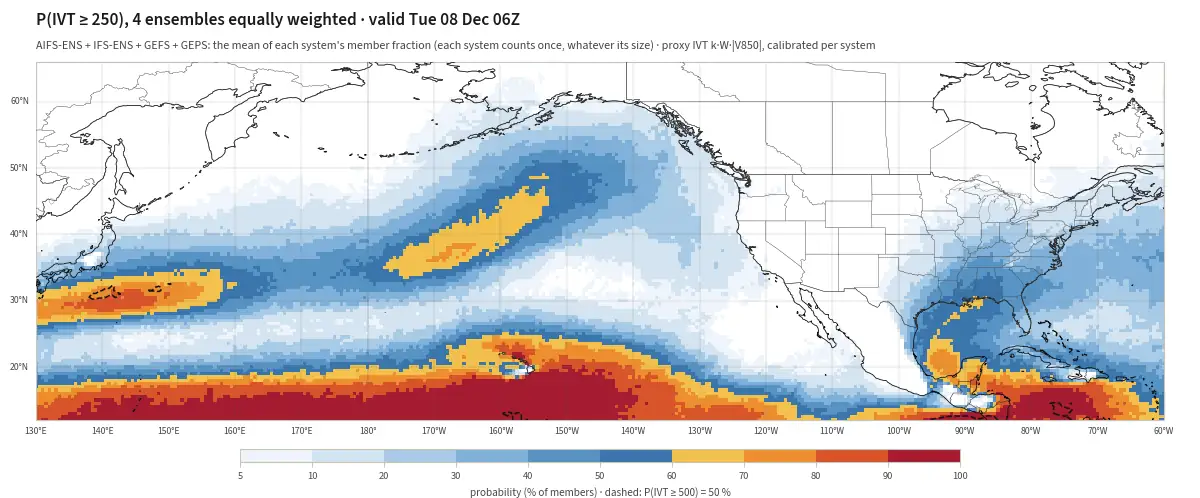 P(IVT ≥ 250), 4 ensembles equally weighted · valid Tue 08 Dec 06Z
AIFS-ENS + IFS-ENS + GEFS + GEPS: the mean of each system's member fraction (each system counts once, whatever its size) · proxy IVT k·W·|V850|, calibrated per system
60°N
50°N
40°N
30°N
20°N
130°E 140°E 150°E 160°E 170°E 180° 170°W 160°W 150°W 140°W 130°W 120°W 110°W 100°W 90°W 80°W 70°W 60°W
5 10 20 30 40 50 60 70 80 90 100
probability (% of members) · dashed: P(IVT ≥ 500) = 50 %